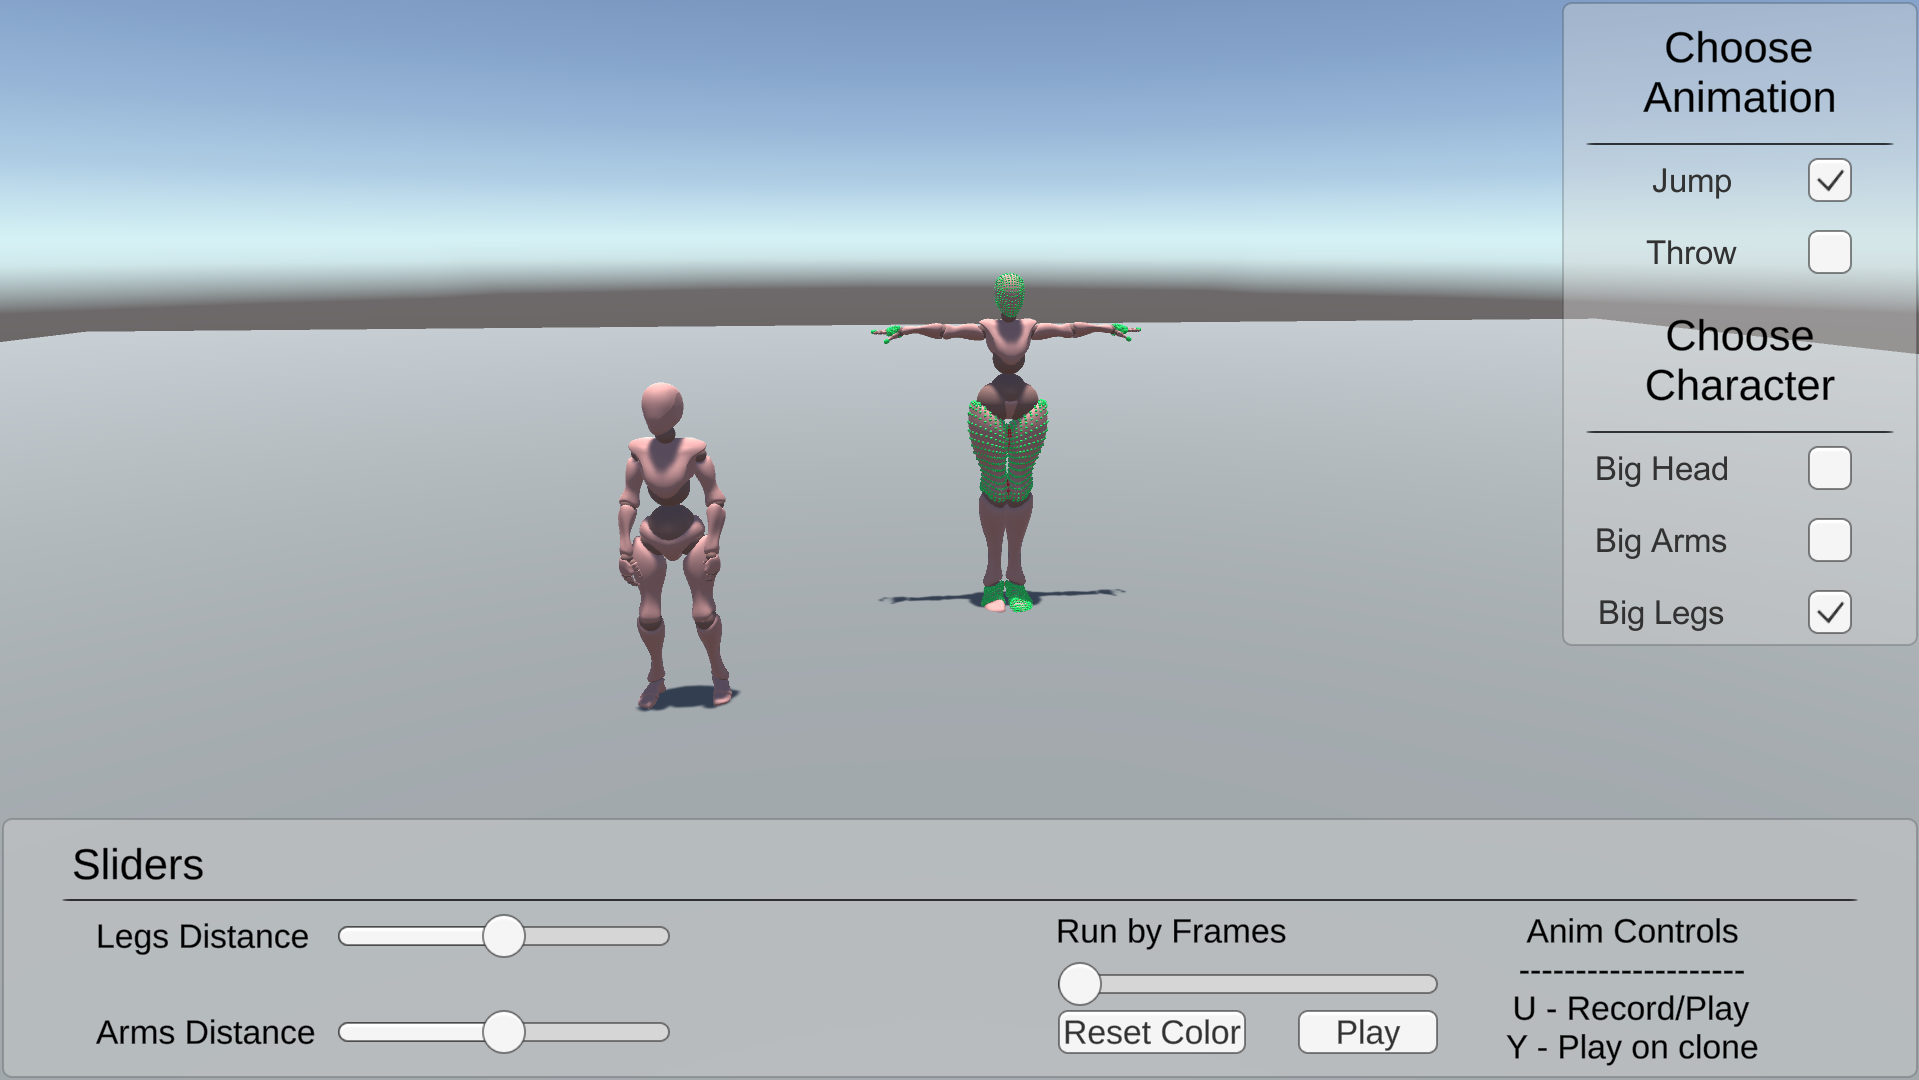 Choose
Animation
Jump
Throw
Choose
Character
Big Head
Big Arms
Big Legs
Sliders
Legs Distance
Arms Distance
Run by Frames
Reset Color
Play
Anim Controls
--------------------
U - Record/Play
Y - Play on clone